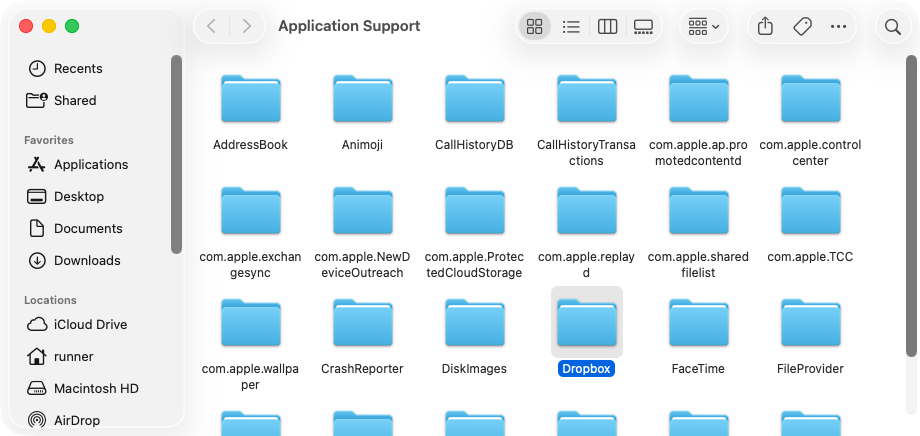 Application Support
Recents
Shared
Favorites
Applications
Desktop
Documents
Downloads
Locations
iCloud Drive
runner
Macintosh HD
AirDrop
AddressBook
Animoji
CallHistoryDB
CallHistoryTransa
ctions
com.apple.ap.pro
motedcontentd
com.apple.control
center
com.apple.exchan
gesync
com.apple.NewD
eviceOutreach
com.apple.Protec
tedCloudStorage
com.apple.replay
d
com.apple.shared
filelist
com.apple.TCC
com.apple.wallpa
per
CrashReporter
DiskImages
Dropbox
FaceTime
FileProvider